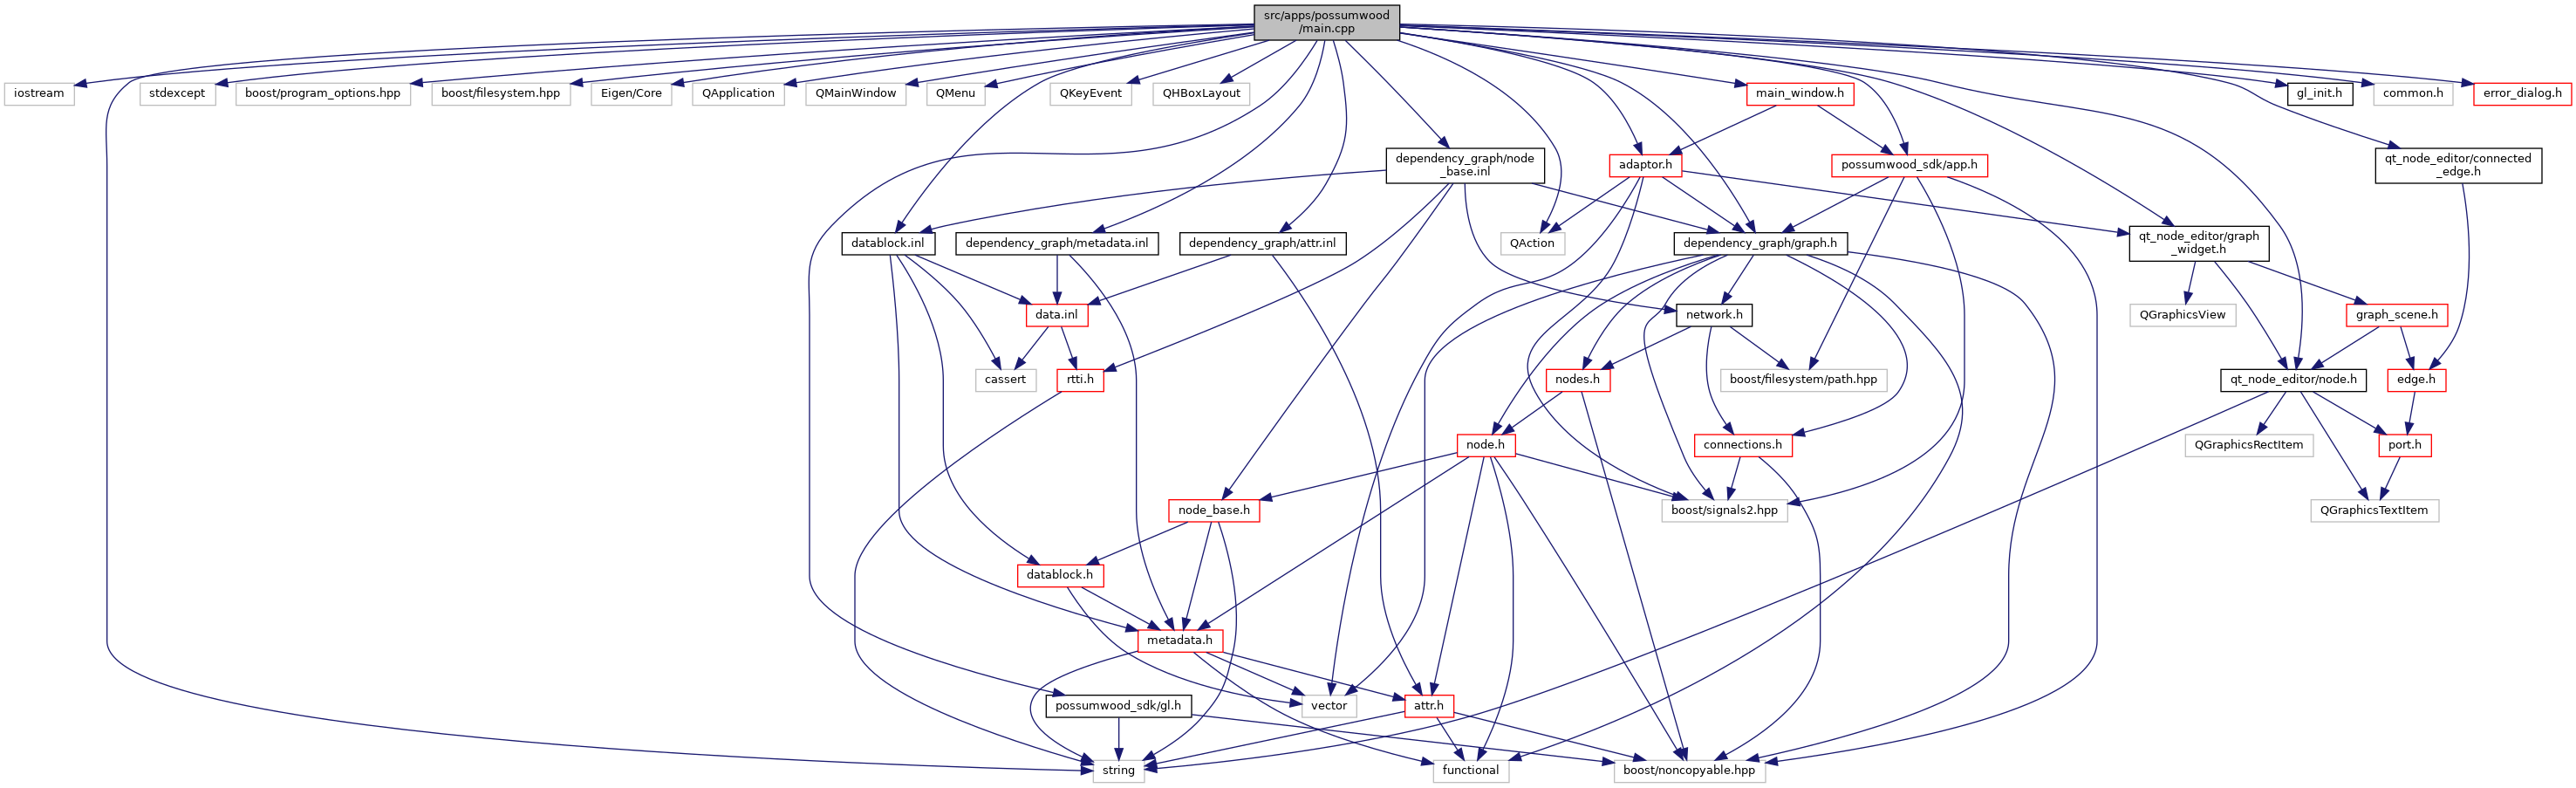 src/apps/possumwood
/main.cpp
iostream
stdexcept
boost/program_options.hpp
boost/filesystem.hpp
Eigen/Core
QApplication
QMainWindow
QMenu
QKeyEvent
QHBoxLayout
main_window.h
gl_init.h
common.h
error_dialog.h
dependency_graph/node
_base.inl
adaptor.h
possumwood_sdk/app.h
qt_node_editor/connected
_edge.h
datablock.inl
dependency_graph/metadata.inl
dependency_graph/attr.inl
QAction
dependency_graph/graph.h
qt_node_editor/graph
_widget.h
data.inl
network.h
QGraphicsView
graph_scene.h
cassert
rtti.h
nodes.h
boost/filesystem/path.hpp
qt_node_editor/node.h
edge.h
node.h
connections.h
QGraphicsRectItem
port.h
node_base.h
boost/signals2.hpp
QGraphicsTextItem
datablock.h
metadata.h
possumwood_sdk/gl.h
vector
attr.h
string
functional
boost/noncopyable.hpp